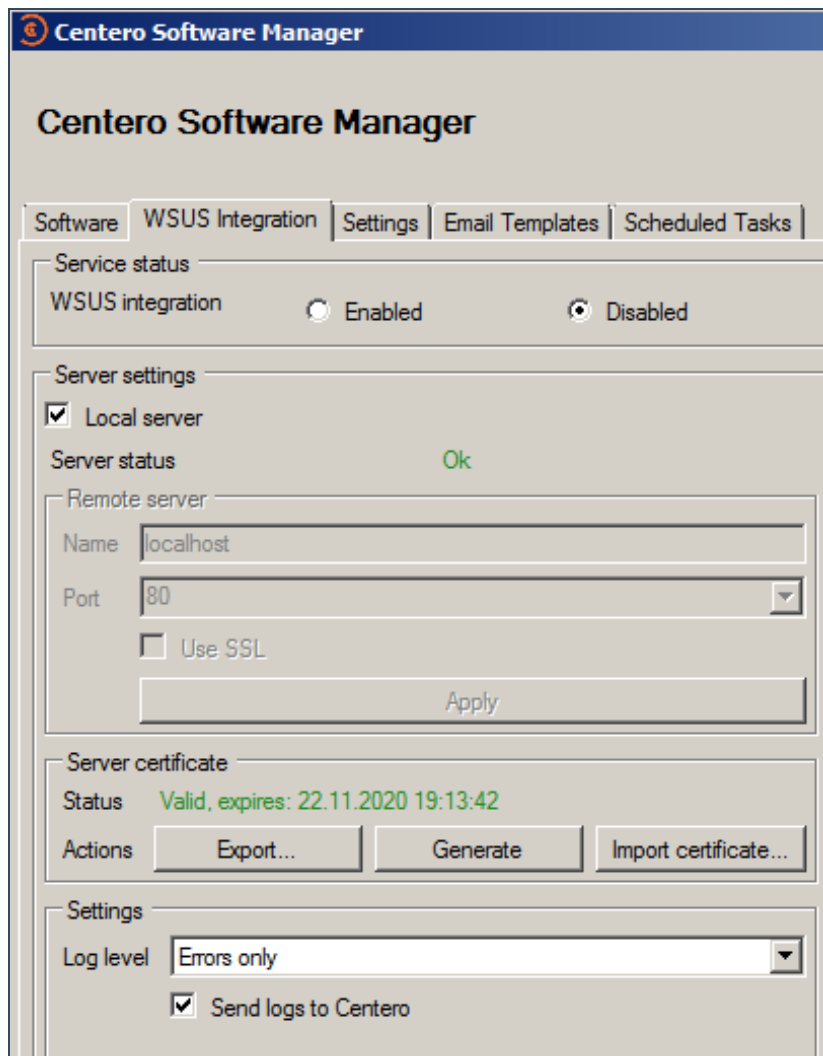 Centero Software Manager
Centero Software Manager
Software WSUS Integration Settings Email Templates Scheduled Tasks
Service status
WSUS integration Enabled Disabled
Server settings
Local server
Server status Ok
Remote server
Name localhost
Port 80
Use SSL
Apply
Server certificate
Status Valid, expires: 22.11.2020 19:13:42
Actions Export... Generate Import certificate...
Settings
Log level Errors only
Send logs to Centero